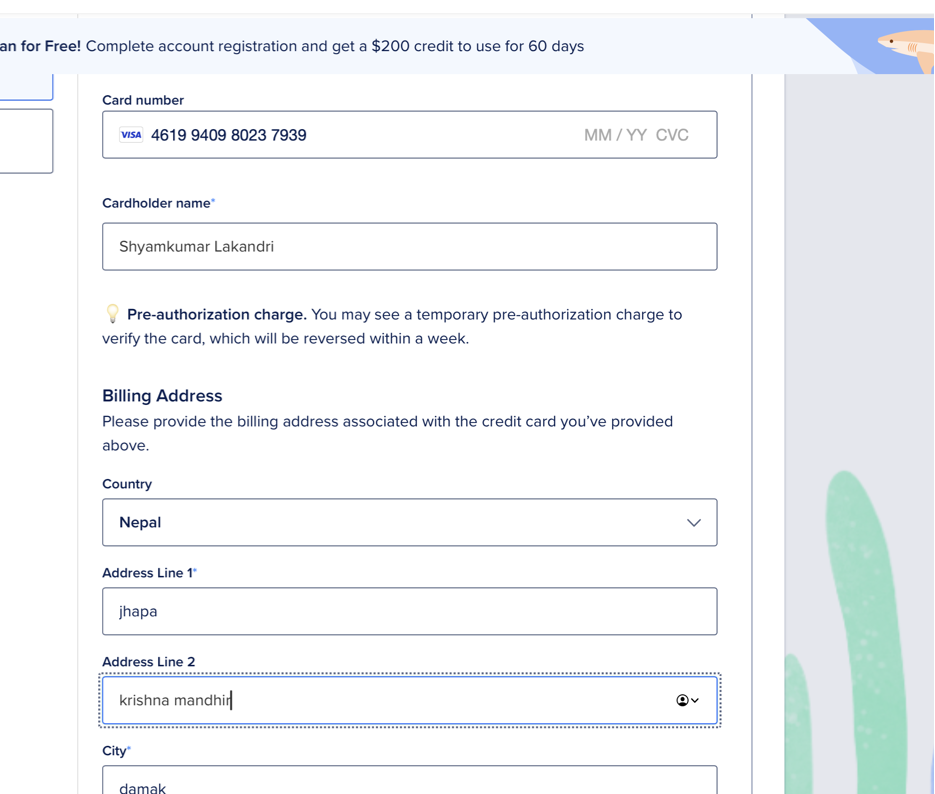 an for Free! Complete account registration and get a $200 credit to use for 60 days
Card number
VISA 4619 9409 8023 7939 MM / YY CVC
Cardholder name*
Shyamkumar Lakandri
Pre-authorization charge. You may see a temporary pre-authorization charge to
verify the card, which will be reversed within a week.
Billing Address
Please provide the billing address associated with the credit card you’ve provided
above.
Country
Nepal
Address Line 1*
jhapa
Address Line 2
krishna mandhir
City*
damak